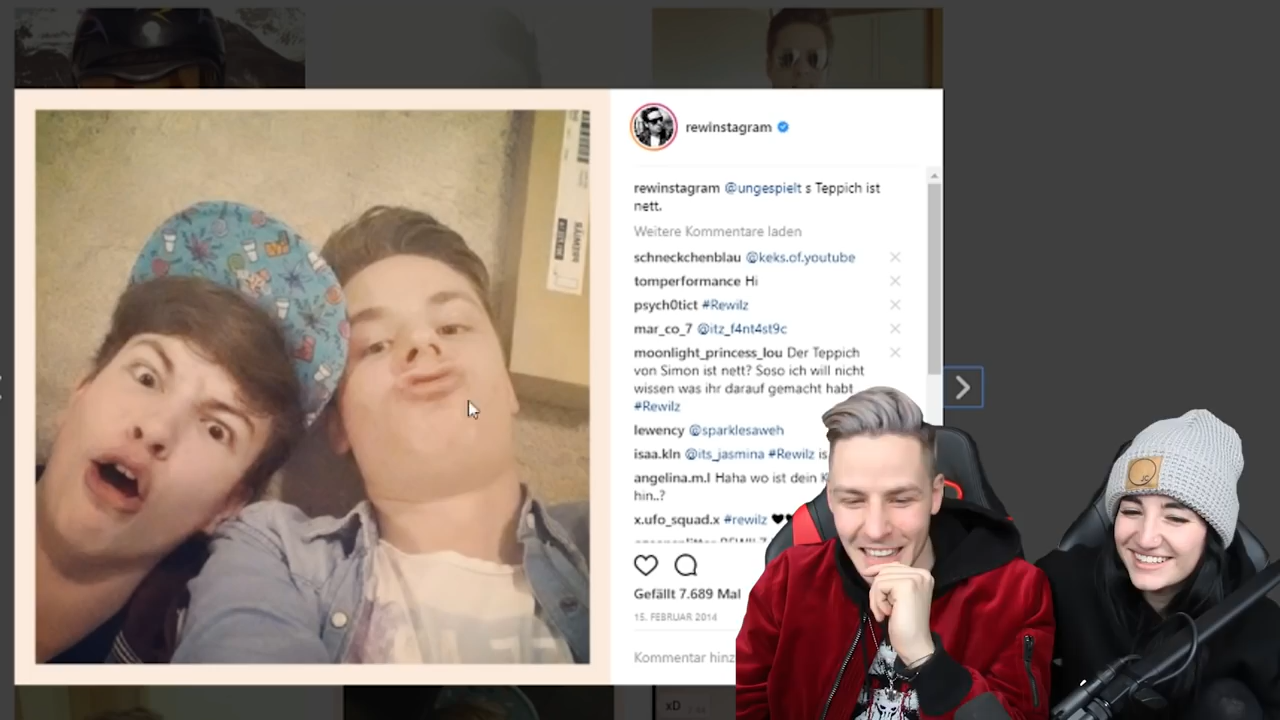 rewinstagram
rewinstagram @ungespielt s Teppich ist
nett.
Weitere Kommentare laden
schneckchenblau @keks.of.youtube
tomperformance Hi
psych0tict #Rewilz
mar_co_7 @itz_f4nt4st9c
moonlight_princess_lou Der Teppich
von Simon ist nett? Soso ich will nicht
wissen was ihr darauf gemacht habt
#Rewilz
lewency @sparklesaweh
isaa.kln @its_jasmina #Rewilz is
angelina.m.l Haha wo ist dein K
hin..?
x.ufo_squad.x #rewilz
Gefällt 7.689 Mal
15. FEBRUAR 2014
Kommentar hinz
xD
JC